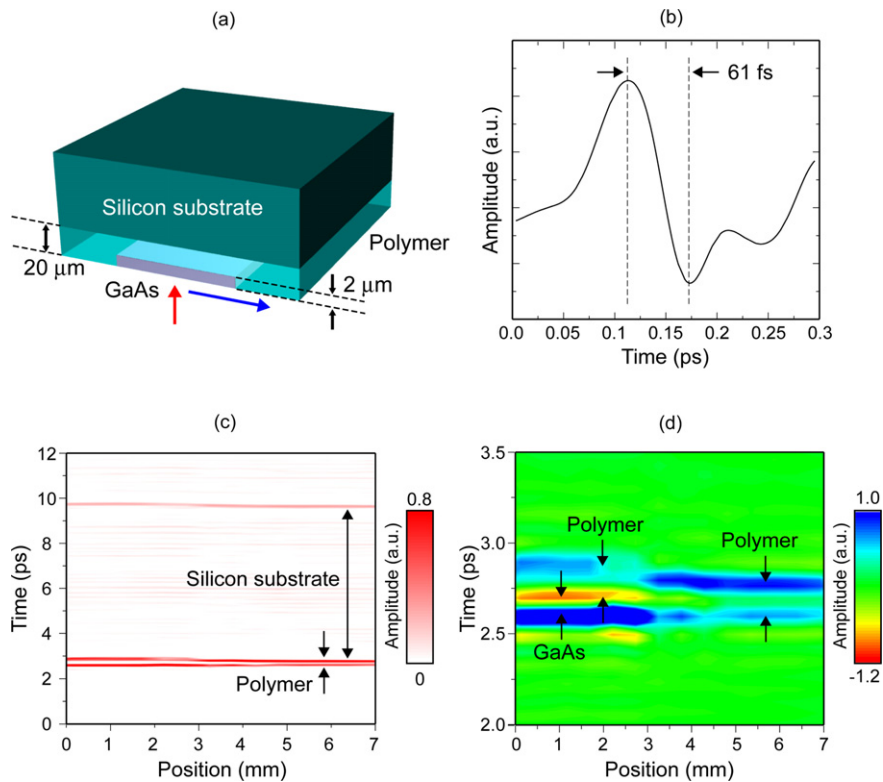 (a)
Silicon substrate
Polymer
20 μm
GaAs
2 μm
(b)
61 fs
Amplitude (a.u.)
0.0 0.05 0.1 0.15 0.2 0.25 0.3
Time (ps)
(c)
12
10
8
6
4
2
0
Time (ps)
Silicon substrate
Polymer
0 1 2 3 4 5 6 7
Position (mm)
0.8
Amplitude (a.u.)
0
(d)
3.5
3.0
2.5
2.0
Time (ps)
Polymer
Polymer
GaAs
0 1 2 3 4 5 6 7
Position (mm)
1.0
Amplitude (a.u.)
-1.2